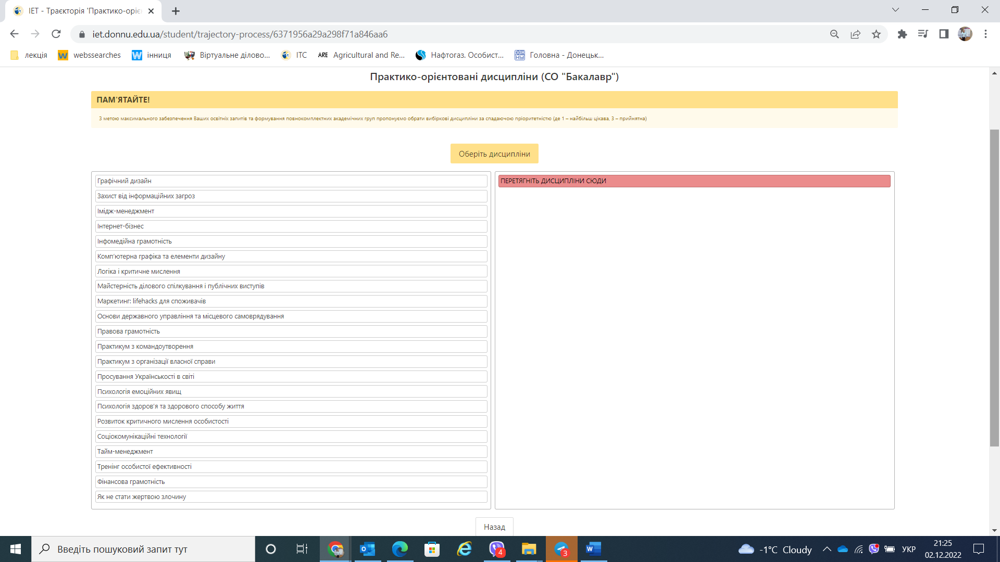 IET - Траєкторія 'Практико-оріє
iet.donnu.edu.ua/student/trajectory-process/6371956a29a298f71a846aa6
лекція
webssearches
інниця
Віртуальне ділово...
ITC
ARE Agricultural and Re...
Нафтогаз. Особист...
Головна - Донецьк...
Практико-орієнтовані дисципліни (СО "Бакалавр")
ПАМ'ЯТАЙТЕ!
З метою максимального забезпечення Ваших освітніх запитів та формування повнокомплектних академічних груп пропонуємо обрати вибіркові дисципліни за спадаючою пріоритетністю (де 1 – найбільш цікава, 3 – прийнятна)
Оберіть дисципліни
Графічний дизайн
Захист від інформаційних загроз
Імідж-менеджмент
Інтернет-бізнес
Інфомедійна грамотність
Комп'ютерна графіка та елементи дизайну
Логіка і критичне мислення
Майстерність ділового спілкування і публічних виступів
Маркетинг: lifehacks для споживачів
Основи державного управління та місцевого самоврядування
Правова грамотність
Практикум з командоутворення
Практикум з організації власної справи
Просування Українськості в світі
Психологія емоційних явищ
Психологія здоров'я та здорового способу життя
Розвиток критичного мислення особистості
Соціокомунікаційні технології
Тайм-менеджмент
Тренінг особистої ефективності
Фінансова грамотність
Як не стати жертвою злочину
ПЕРЕТЯГНІТЬ ДИСЦИПЛІНИ СЮДИ
Назад
Введіть пошуковий запит тут
4
3
-1°C Cloudy
УКР
21:25
02.12.2022